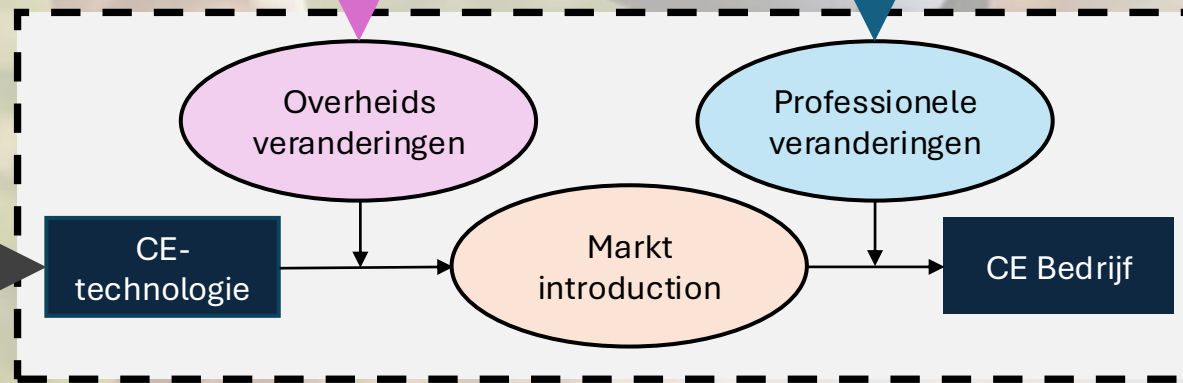 Overheids
veranderingen
Professionele
veranderingen
CE-
technologie
Markt
introduction
CE Bedrijf